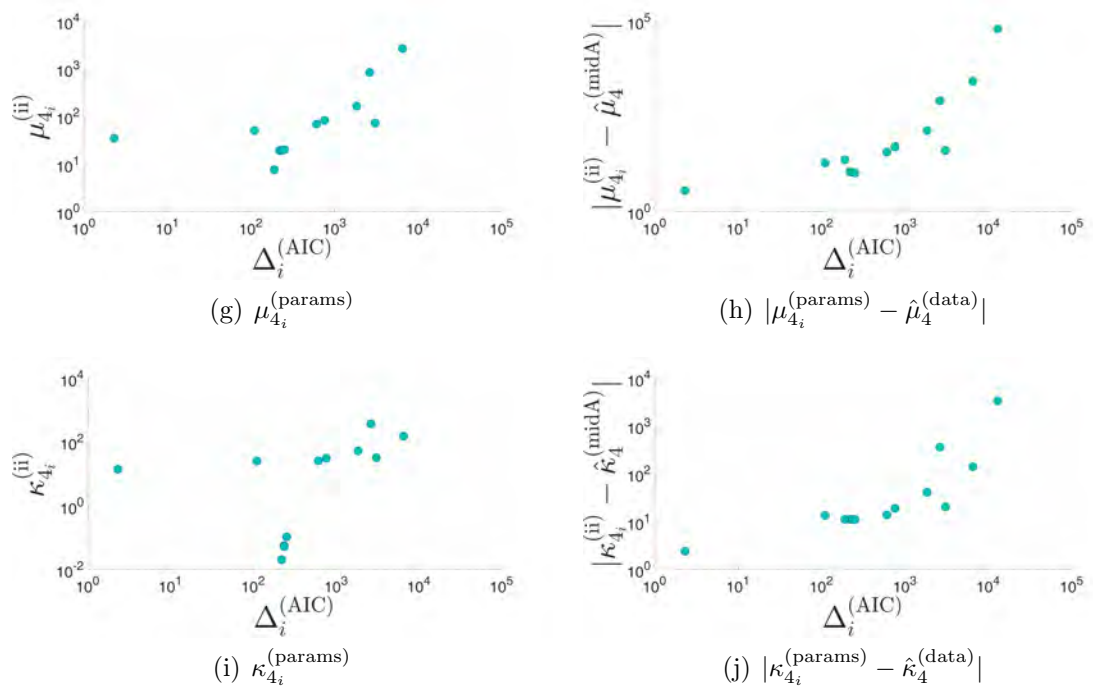 10^4
10^3
10^2
10^1
10^0
μ_{4_i}^{(ii)}
10^0 10^1 10^2 10^3 10^4 10^5
Δ_i^{(AIC)}
(g) μ_{4_i}^{(params)}
10^5
10^0
|μ_{4_i}^{(ii)} − μ̂_4^{(midA)}|
10^0 10^1 10^2 10^3 10^4 10^5
Δ_i^{(AIC)}
(h) |μ_{4_i}^{(params)} − μ̂_4^{(data)}|
10^4
10^2
10^0
10^-2
κ_{4_i}^{(ii)}
10^0 10^1 10^2 10^3 10^4 10^5
Δ_i^{(AIC)}
(i) κ_{4_i}^{(params)}
10^4
10^3
10^2
10^1
10^0
|κ_{4_i}^{(ii)} − κ̂_4^{(midA)}|
10^0 10^1 10^2 10^3 10^4 10^5
Δ_i^{(AIC)}
(j) |κ_{4_i}^{(params)} − κ̂_4^{(data)}|